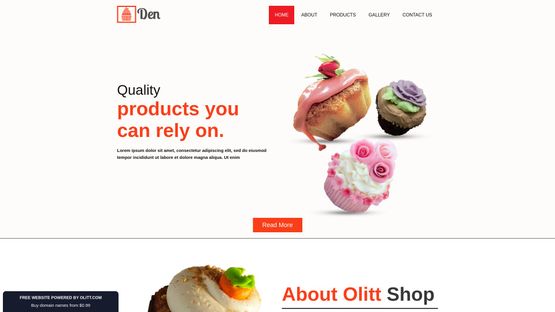 Den
HOME
ABOUT
PRODUCTS
GALLERY
CONTACT US
Quality
products you
can rely on.
Lorem ipsum dolor sit amet, consectetur adipiscing elit, sed do eiusmod
tempor incididunt ut labore et dolore magna aliqua. Ut enim
Read More
About Olitt Shop
FREE WEBSITE POWERED BY OLITT.COM
Buy domain names from $0.99